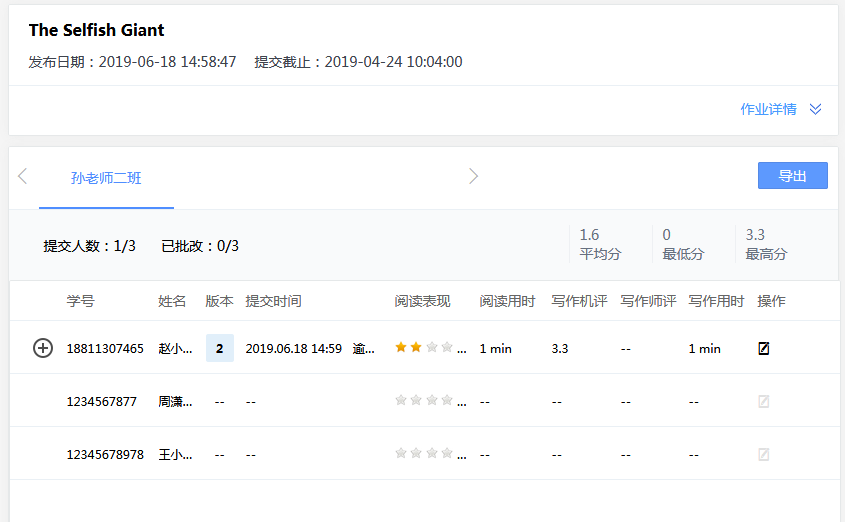 The Selfish Giant
发布日期：2019-06-18 14:58:47 提交截止：2019-04-24 10:04:00
作业详情
孙老师二班 导出
提交人数：1/3 已批改：0/3
1.6 0 3.3
平均分 最低分 最高分
学号 姓名 版本 提交时间 阅读表现 阅读用时 写作机评 写作师评 写作用时 操作
18811307465 赵小... 2 2019.06.18 14:59 逾... ... 1 min 3.3 -- 1 min
1234567877 周潇... -- -- ... -- -- -- --
12345678978 王小... -- -- ... -- -- -- --